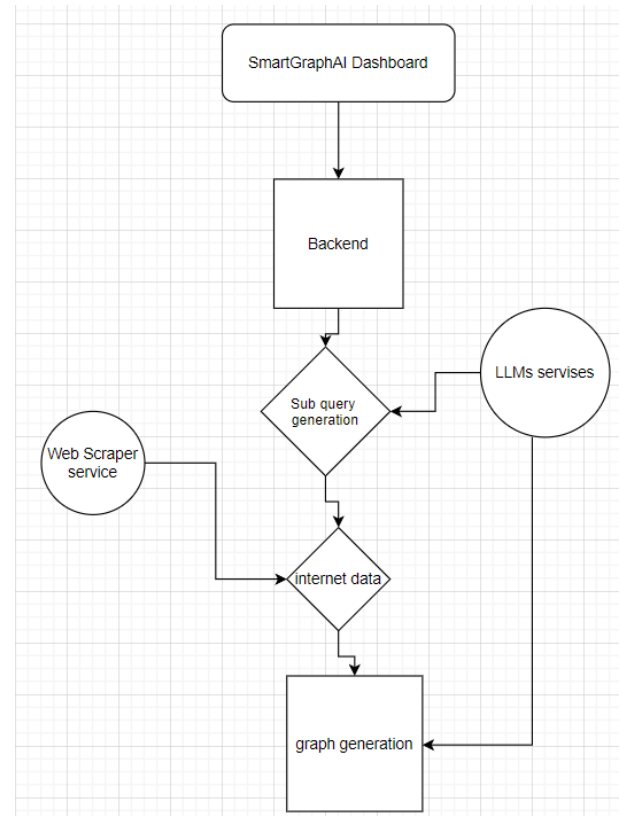 SmartGraphAI Dashboard
Backend
LLMs servises
Sub query
generation
Web Scraper
service
internet data
graph generation